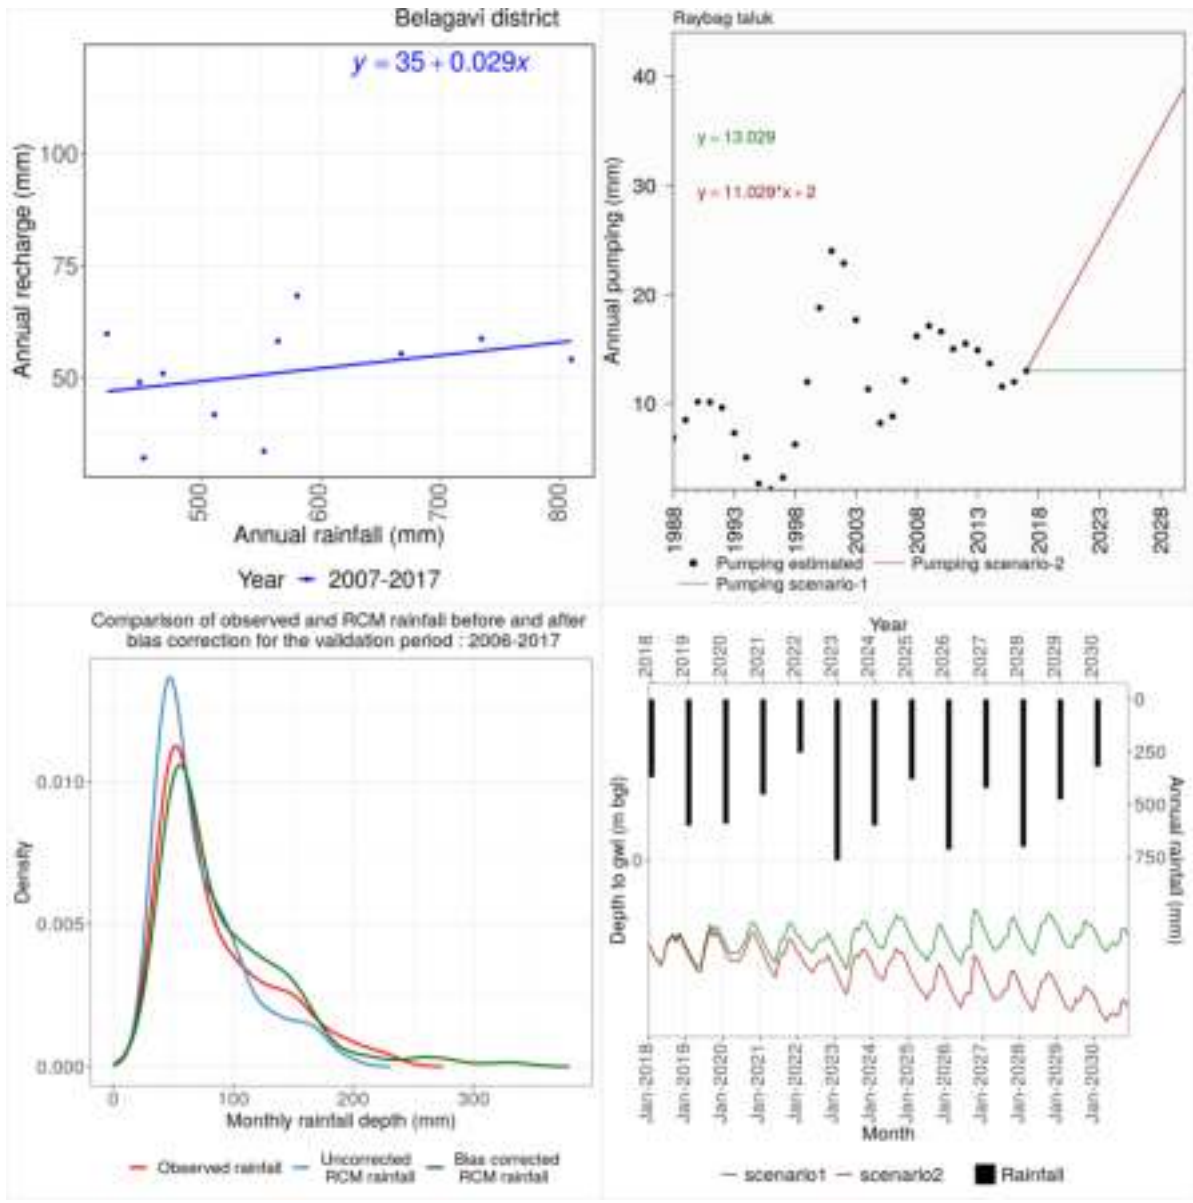 Belagavi district
y = 35 + 0.029x
Annual recharge (mm)
100
75
50
500
600
700
800
Annual rainfall (mm)
Year 2007-2017
Raybag taluk
y = 13.029
y = 11.029*x + 2
Annual pumping (mm)
40
30
20
10
1988
1993
1998
2003
2008
2013
2018
2023
2028
Pumping estimated Pumping scenario-2
Pumping scenario-1
Comparison of observed and RCM rainfall before and after
bias correction for the validation period : 2006-2017
Density
0.010
0.005
0.000
0
100
200
300
Monthly rainfall depth (mm)
Observed rainfall
Uncorrected
RCM rainfall
Bias corrected
RCM rainfall
Year
2018
2019
2020
2021
2022
2023
2024
2025
2026
2027
2028
2029
2030
Depth to gwl (m bgl)
0
0
250
500
750
Annual rainfall (mm)
Jan-2018
Jan-2019
Jan-2020
Jan-2021
Jan-2022
Jan-2023
Jan-2024
Jan-2025
Jan-2026
Jan-2027
Jan-2028
Jan-2029
Jan-2030
Month
scenario1 scenario2 Rainfall